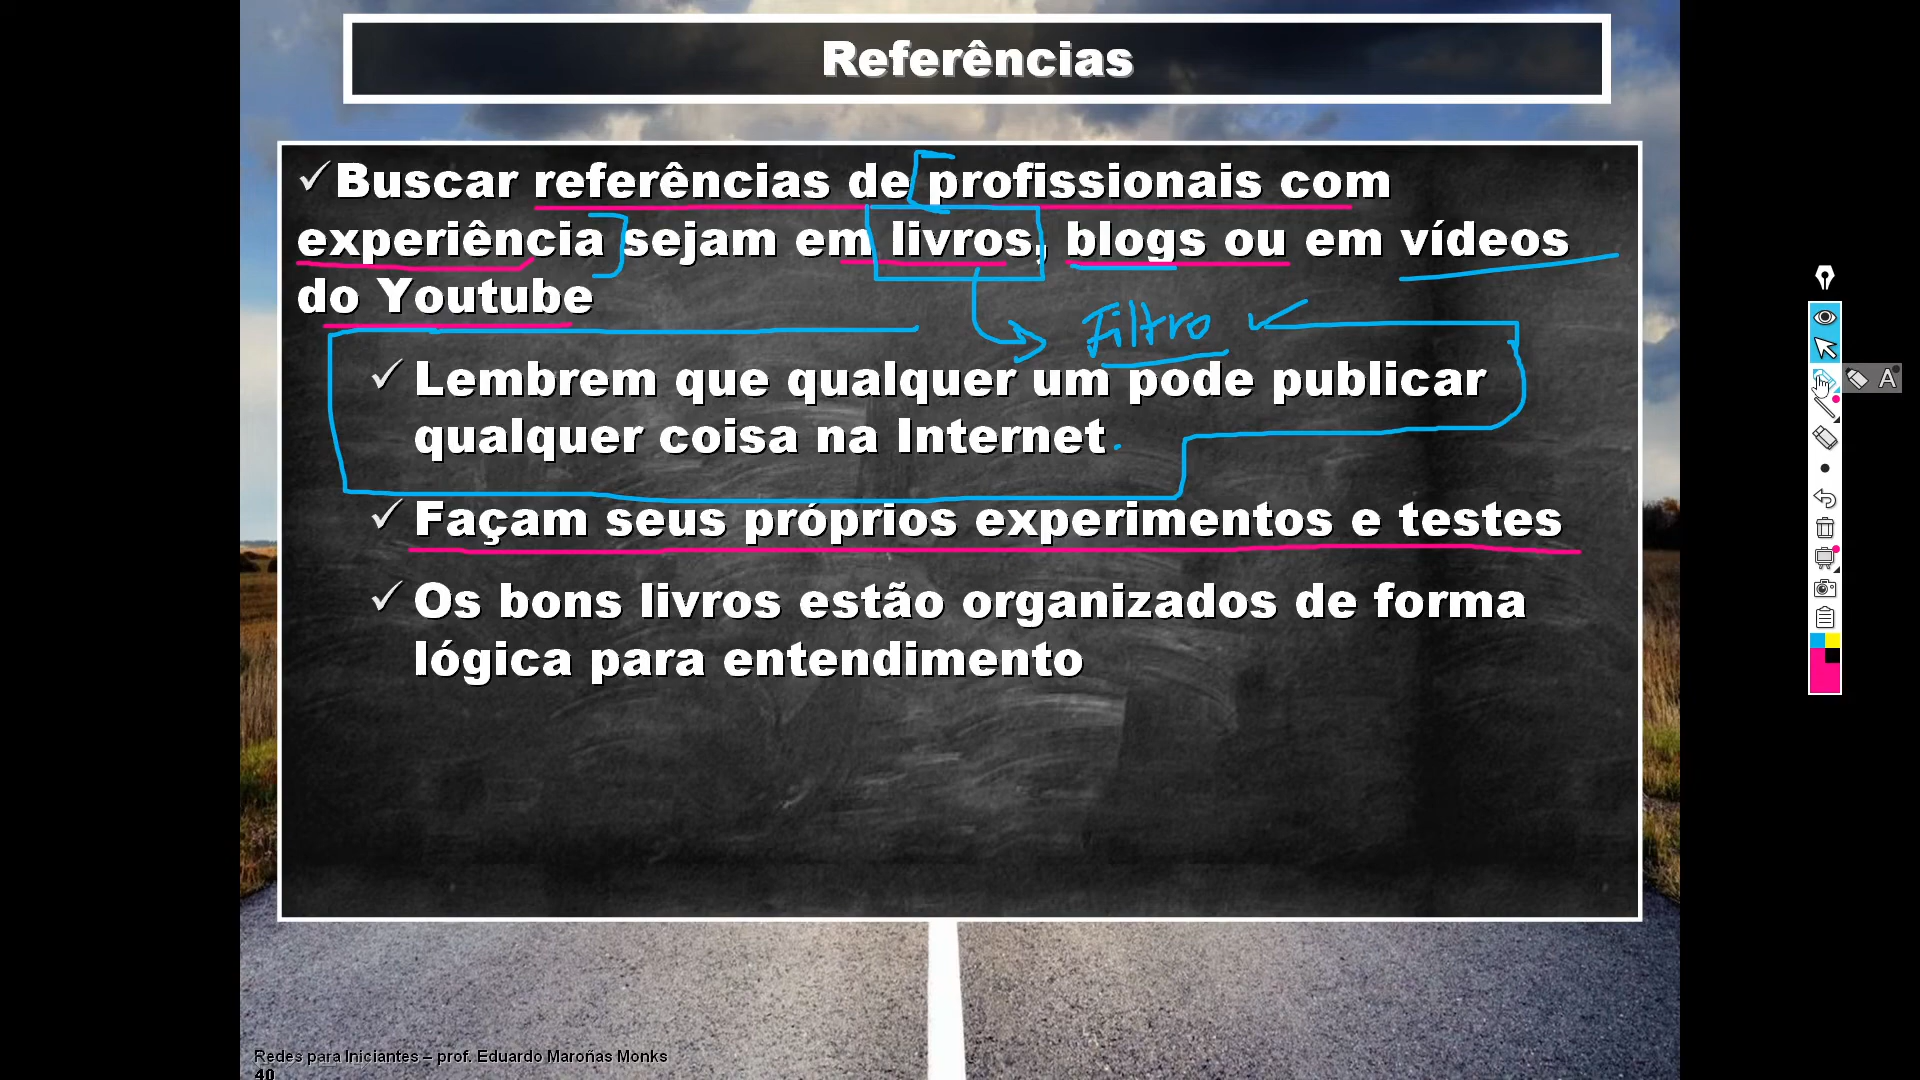 Referências
✓Buscar referências de profissionais com
experiência sejam em livros, blogs ou em vídeos
do Youtube
Filtro
✓ Lembrem que qualquer um pode publicar
qualquer coisa na Internet.
✓ Façam seus próprios experimentos e testes
✓ Os bons livros estão organizados de forma
lógica para entendimento
A
Redes para Iniciantes – prof. Eduardo Maroñas Monks
40